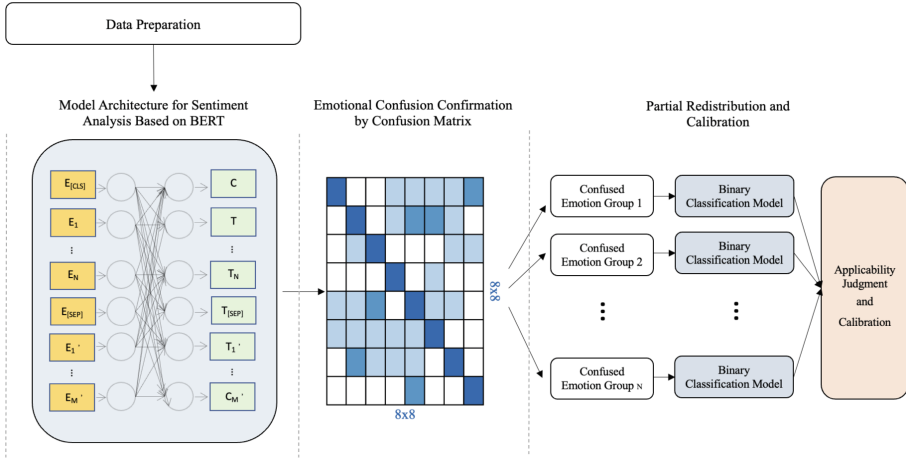 Data Preparation
Model Architecture for Sentiment
Analysis Based on BERT
Emotional Confusion Confirmation
by Confusion Matrix
Partial Redistribution and
Calibration
E[CLS]
C
E1
T
⋮
⋮
EN
TN
E[SEP]
T[SEP]
E1'
T1'
⋮
⋮
EM'
CM'
8x8
8x8
Confused
Emotion Group 1
Binary
Classification Model
Confused
Emotion Group 2
Binary
Classification Model
⋮
⋮
Confused
Emotion Group N
Binary
Classification Model
Applicability
Judgment
and
Calibration